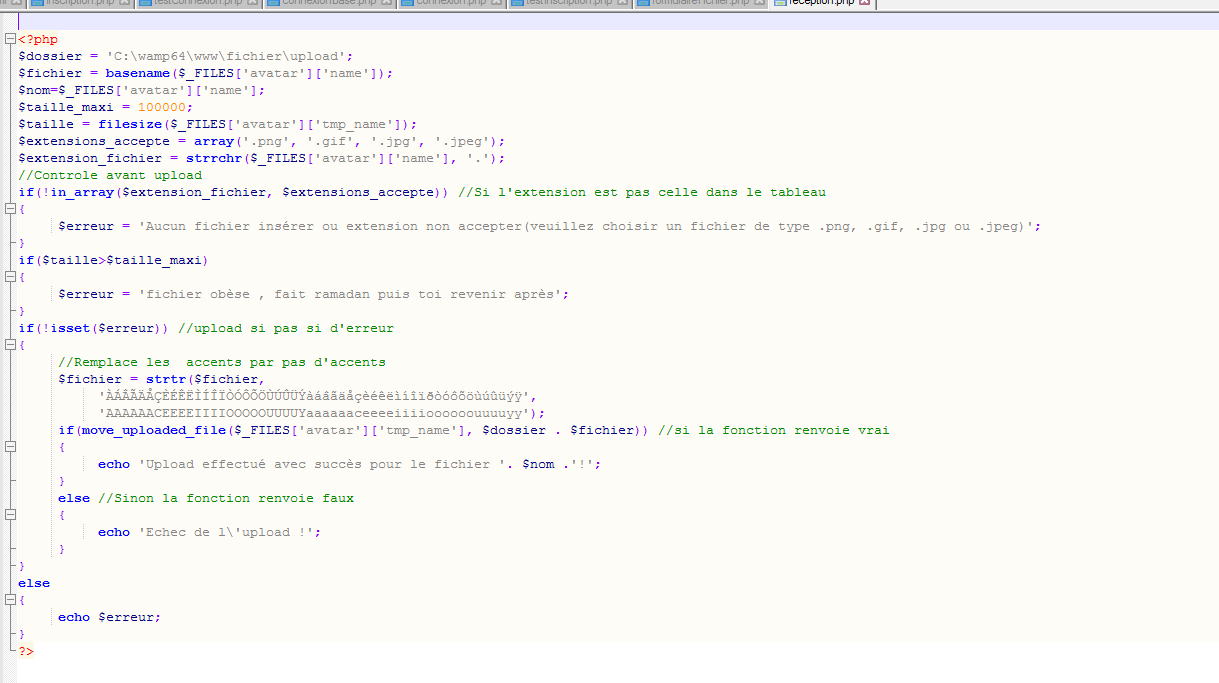 inscription.php testConnexion.php connexionbase.php connexion.php testinscription.php formulaireFichier.php reception.php
<?php
$dossier = 'C:\wamp64\www\fichier\upload';
$fichier = basename($_FILES['avatar']['name']);
$nom=$_FILES['avatar']['name'];
$taille_maxi = 100000;
$taille = filesize($_FILES['avatar']['tmp_name']);
$extensions_accepte = array('.png', '.gif', '.jpg', '.jpeg');
$extension_fichier = strrchr($_FILES['avatar']['name'], '.');
//Controle avant upload
if(!in_array($extension_fichier, $extensions_accepte)) //Si l'extension est pas celle dans le tableau
{
$erreur = 'Aucun fichier insérer ou extension non accepter(veuillez choisir un fichier de type .png, .gif, .jpg ou .jpeg)';
}
if($taille>$taille_maxi)
{
$erreur = 'fichier obèse , fait ramadan puis toi revenir après';
}
if(!isset($erreur)) //upload si pas si d'erreur
{
//Remplace les  accents par pas d'accents
$fichier = strtr($fichier,
'ÀÁÂÃÄÅÇÈÉÊËÌÍÎÏÒÓÔÕÖÙÚÛÜÝàáâãäåçèéêëìíîïðòóôõöùúûüýÿ',
'AAAAAACEEEEIIIIOOOOOUUUUYaaaaaaceeeeiiiioooooouuuuyy');
if(move_uploaded_file($_FILES['avatar']['tmp_name'], $dossier . $fichier)) //si la fonction renvoie vrai
{
echo 'Upload effectué avec succès pour le fichier '. $nom .'!';
}
else //Sinon la fonction renvoie faux
{
echo 'Echec de l\'upload !';
}
}
else
{
echo $erreur;
}
?>